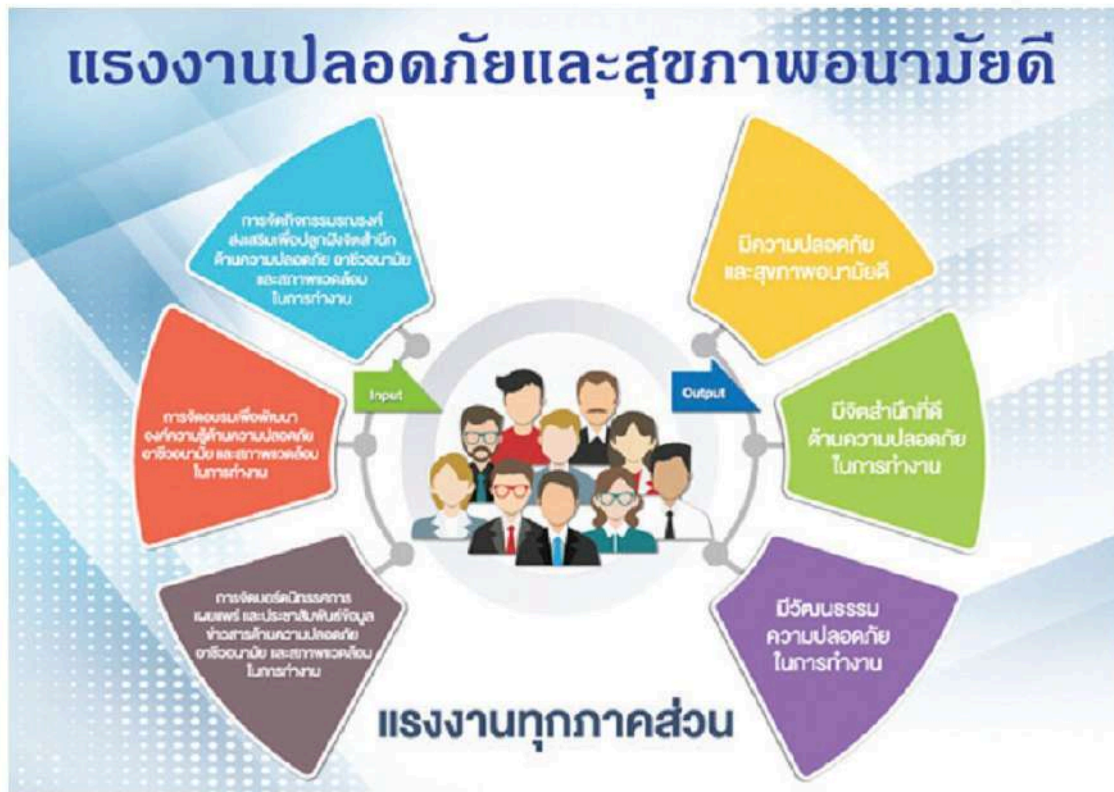 แรงงานปลอดภัยและสุขภาพอนามัยดี
การจัดกิจกรรมรณรงค์
ส่งเสริมเพื่อปลูกฝังจิตสำนึก
ด้านความปลอดภัย อาชีวอนามัย
และสภาพแวดล้อม
ในการทำงาน
การจัดอบรมเพื่อพัฒนา
องค์ความรู้ด้านความปลอดภัย
อาชีวอนามัย และสภาพแวดล้อม
ในการทำงาน
การจัดบอร์ดนิทรรศการ
เผยแพร่ และประชาสัมพันธ์ข้อมูล
ข่าวสารด้านความปลอดภัย
อาชีวอนามัย และสภาพแวดล้อม
ในการทำงาน
Input
Output
มีความปลอดภัย
และสุขภาพอนามัยดี
มีจิตสำนึกที่ดี
ด้านความปลอดภัย
ในการทำงาน
มีวัฒนธรรม
ความปลอดภัย
ในการทำงาน
แรงงานทุกภาคส่วน